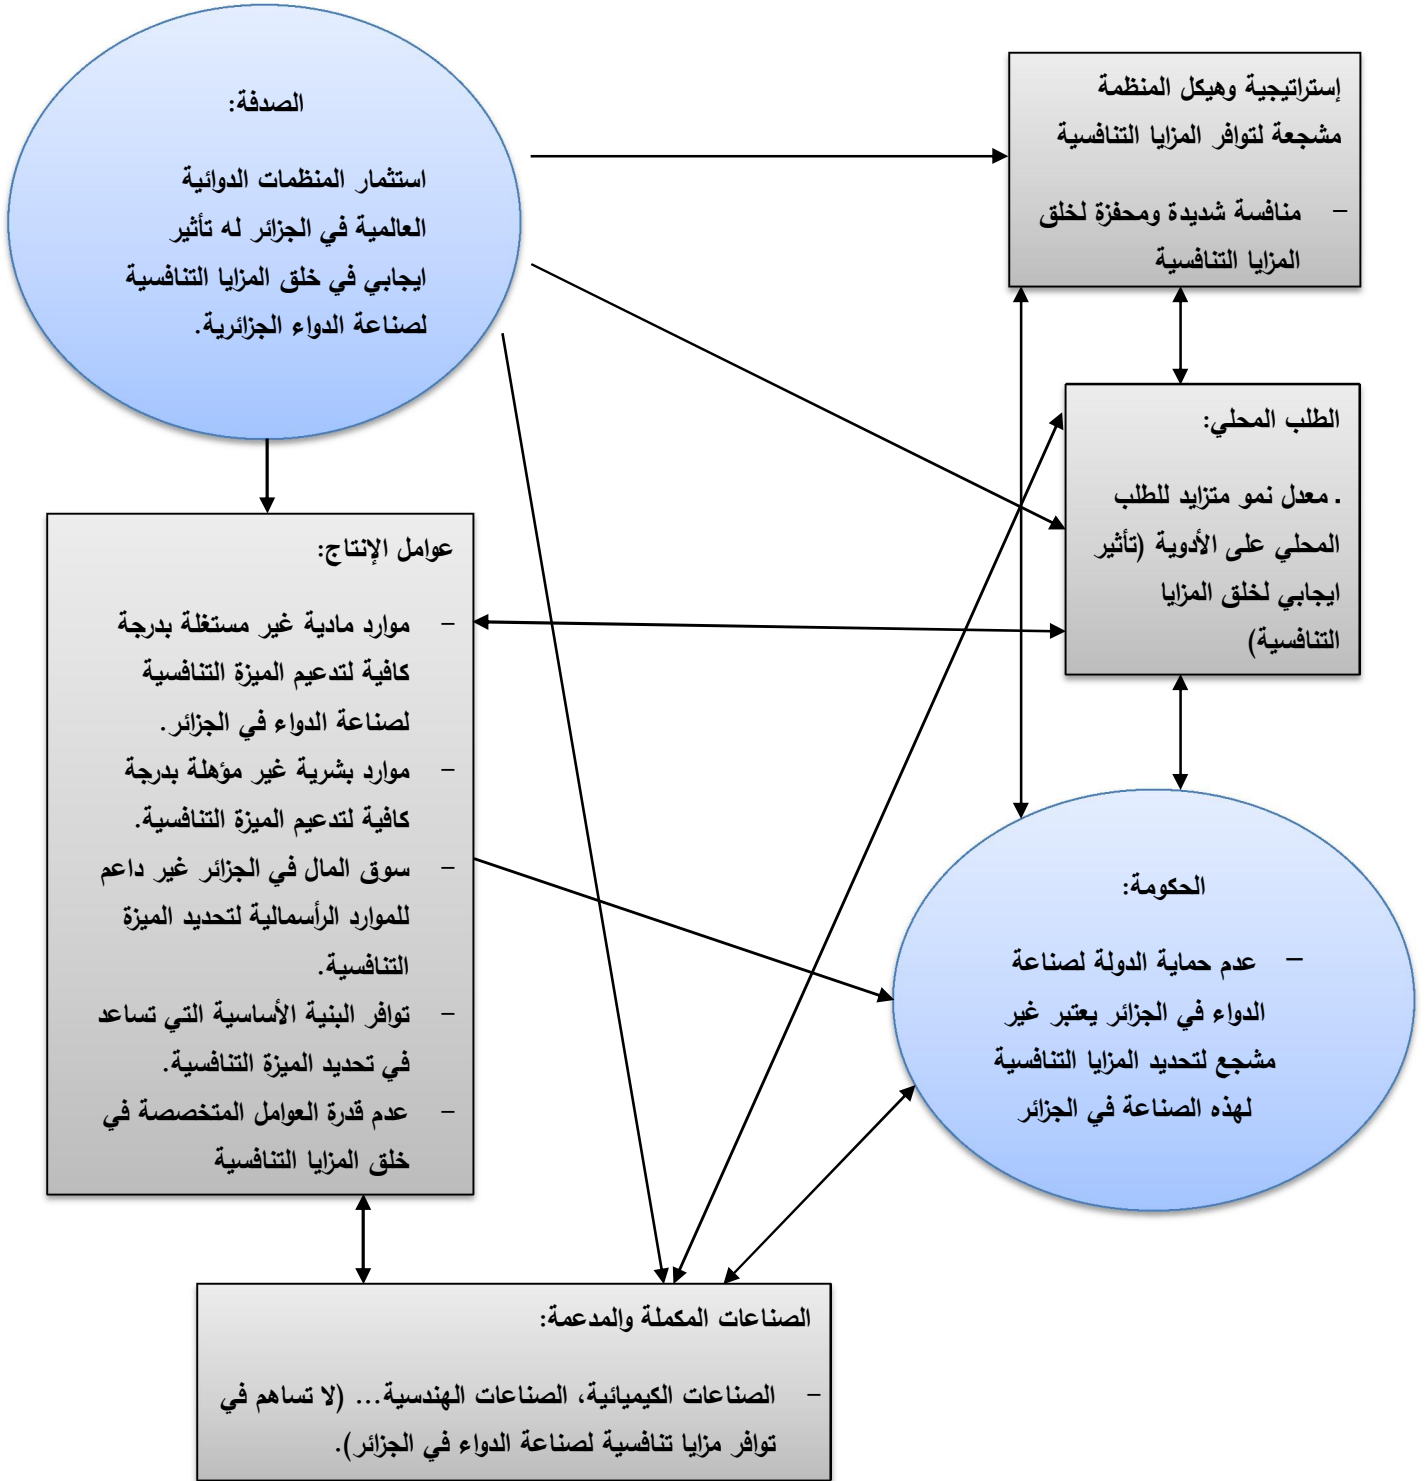 الصدفة:
استثمار المنظمات الدوائية
العالمية في الجزائر له تأثير
ايجابي في خلق المزايا التنافسية
لصناعة الدواء الجزائرية.
إستراتيجية وهيكل المنظمة
مشجعة لتوافر المزايا التنافسية
– منافسة شديدة ومحفزة لخلق
المزايا التنافسية
الطلب المحلي:
. معدل نمو متزايد للطلب
المحلي على الأدوية (تأثير
ايجابي لخلق المزايا
التنافسية)
عوامل الإنتاج:
– موارد مادية غير مستغلة بدرجة
كافية لتدعيم الميزة التنافسية
لصناعة الدواء في الجزائر.
– موارد بشرية غير مؤهلة بدرجة
كافية لتدعيم الميزة التنافسية.
– سوق المال في الجزائر غير داعم
للموارد الرأسمالية لتحديد الميزة
التنافسية.
– توافر البنية الأساسية التي تساعد
في تحديد الميزة التنافسية.
– عدم قدرة العوامل المتخصصة في
خلق المزايا التنافسية
الحكومة:
– عدم حماية الدولة لصناعة
الدواء في الجزائر يعتبر غير
مشجع لتحديد المزايا التنافسية
لهذه الصناعة في الجزائر
الصناعات المكملة والمدعمة:
– الصناعات الكيميائية، الصناعات الهندسية... (لا تساهم في
توافر مزايا تنافسية لصناعة الدواء في الجزائر).